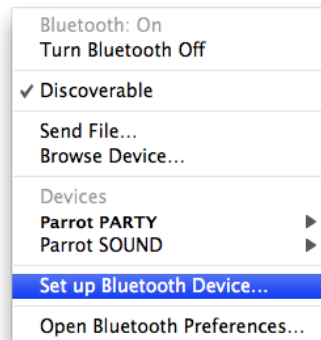 Bluetooth: On
Turn Bluetooth Off
✓ Discoverable
Send File...
Browse Device...
Devices
Parrot PARTY
Parrot SOUND
Set up Bluetooth Device...
Open Bluetooth Preferences...